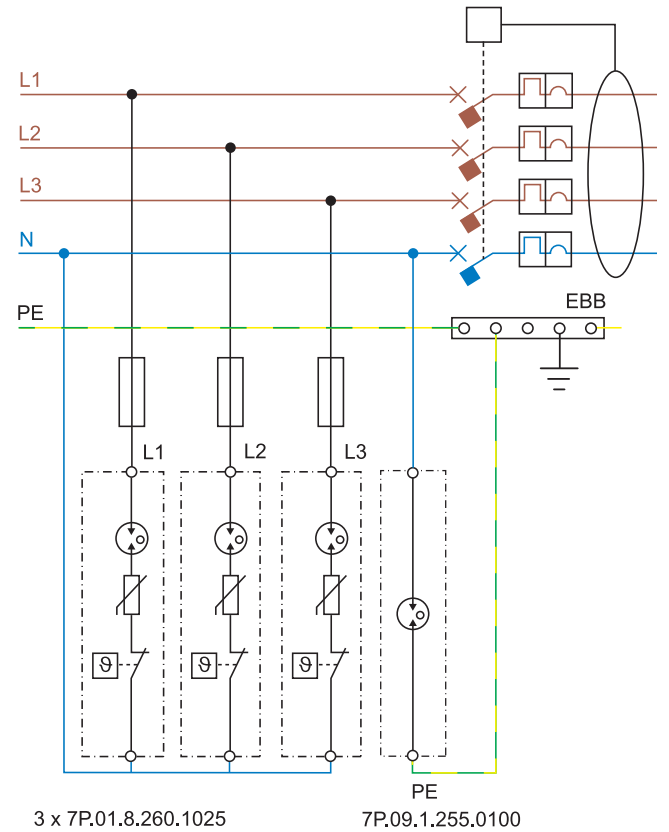 L1
L2
L3
N
PE
EBB
L1
L2
L3
ϑ
ϑ
ϑ
PE
3 x 7P.01.8.260.1025
7P.09.1.255.0100